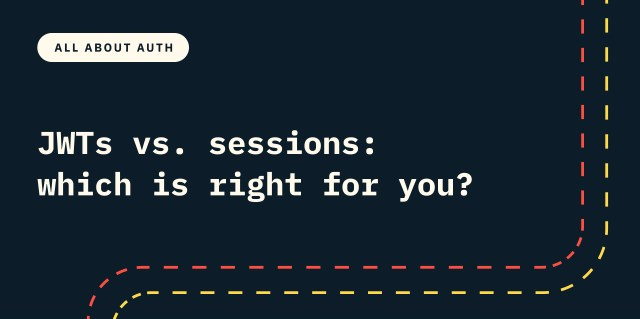 ALL ABOUT AUTH
JWTs vs. sessions:
which is right for you?